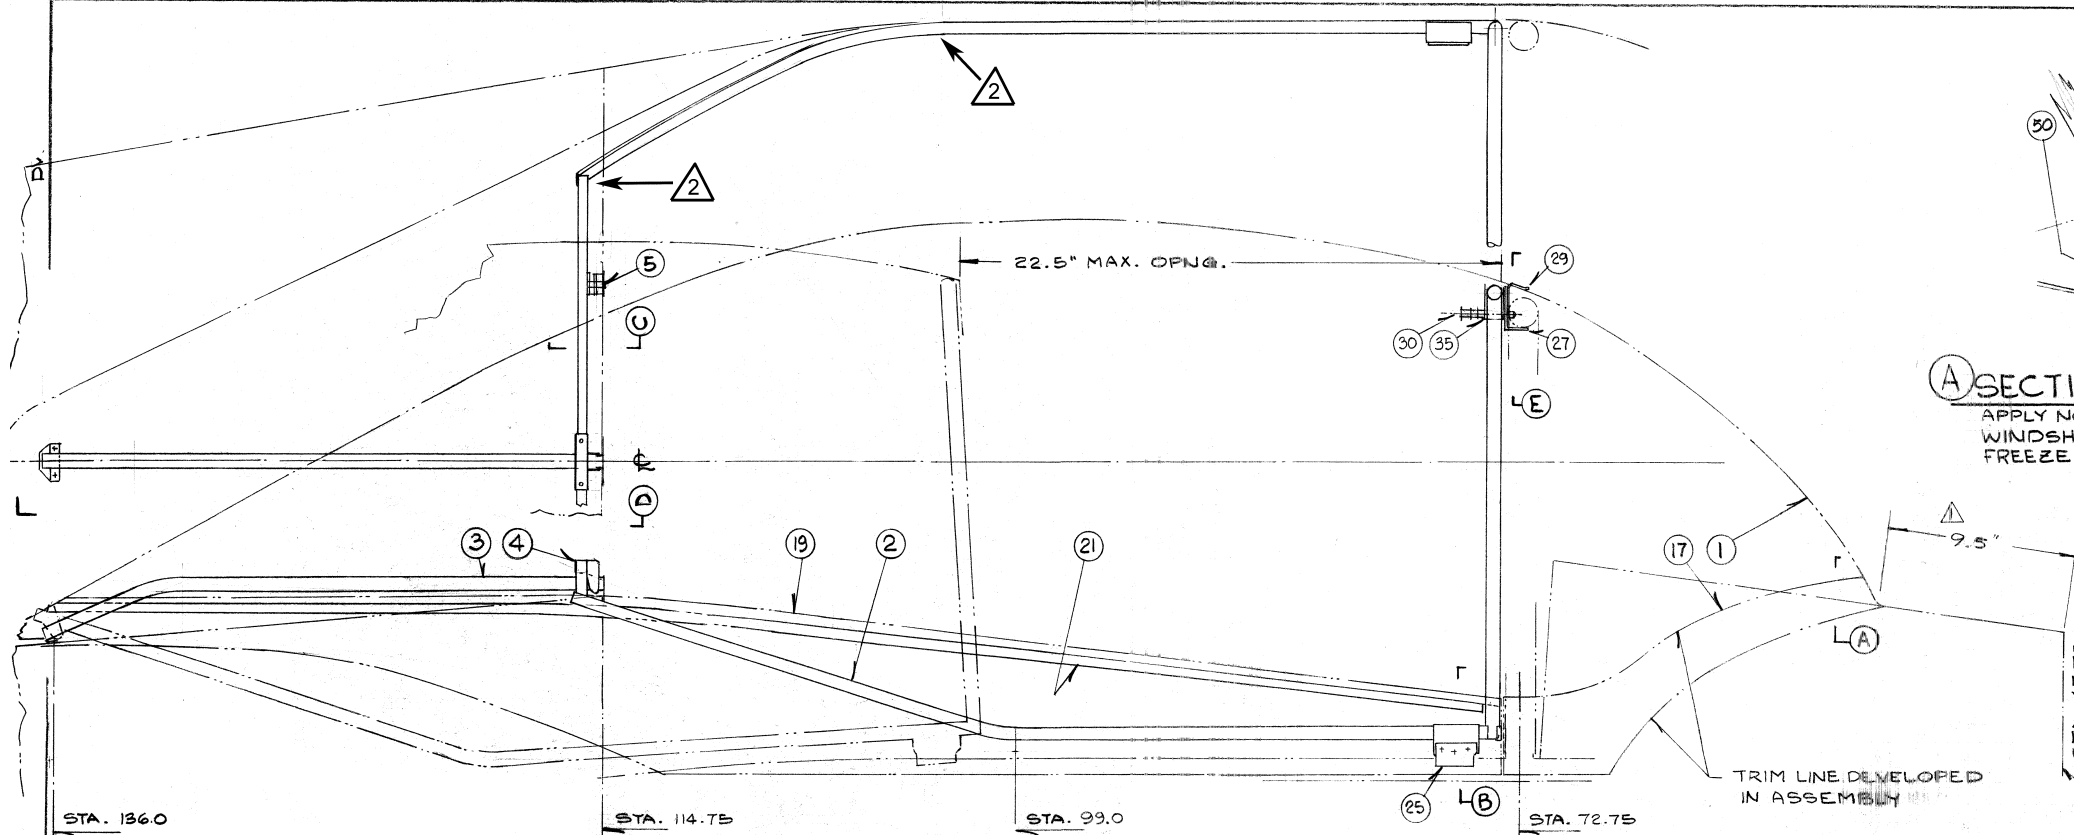 2
2
50
5
22.5" MAX. OPNG.
29
C
30
35
27
E
A SECTI
APPLY N
WINDSH
FREEZE
D
9.5"
1
3
4
19
2
21
17
1
A
TRIM LINE DEVELOPED
IN ASSEMBLY
25
B
STA. 136.0
STA. 114.75
STA. 99.0
STA. 72.75